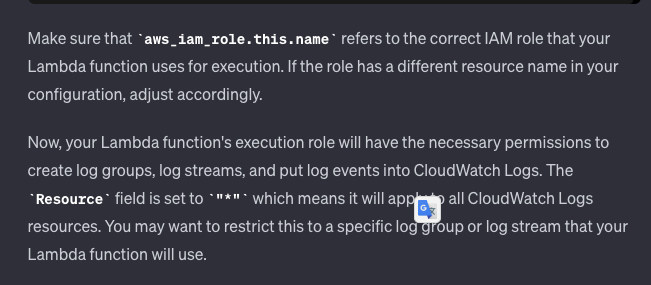 Make sure that `aws_iam_role.this.name` refers to the correct IAM role that your
Lambda function uses for execution. If the role has a different resource name in your
configuration, adjust accordingly.
Now, your Lambda function's execution role will have the necessary permissions to
create log groups, log streams, and put log events into CloudWatch Logs. The
`Resource` field is set to `"*"` which means it will apply to all CloudWatch Logs
resources. You may want to restrict this to a specific log group or log stream that your
Lambda function will use.